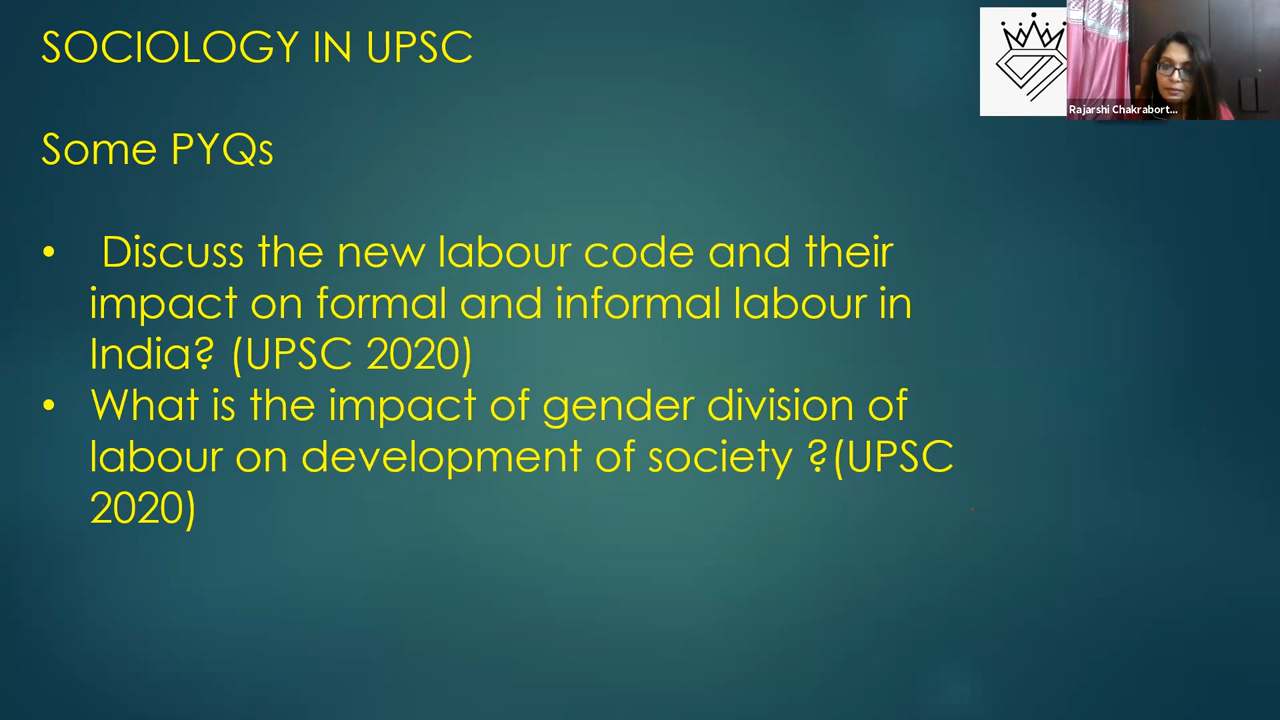 SOCIOLOGY IN UPSC
Rajarshi Chakrabort...
Some PYQs
• Discuss the new labour code and their
impact on formal and informal labour in
India? (UPSC 2020)
• What is the impact of gender division of
labour on development of society ?(UPSC
2020)